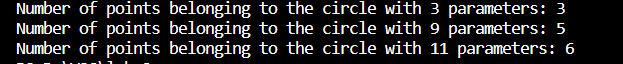 Number of points belonging to the circle with 3 parameters: 3
Number of points belonging to the circle with 9 parameters: 5
Number of points belonging to the circle with 11 parameters: 6